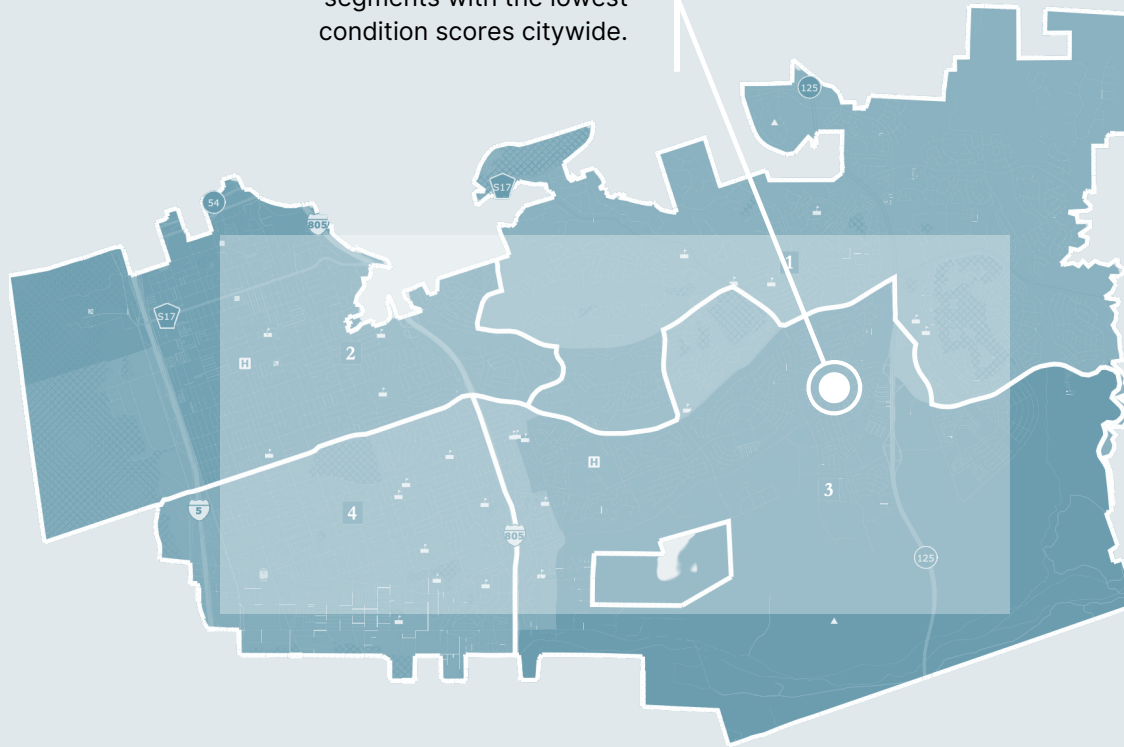 segments with the lowest
condition scores citywide.
125
S17
54
805
1
S17
2
H
H
3
5
4
805
125